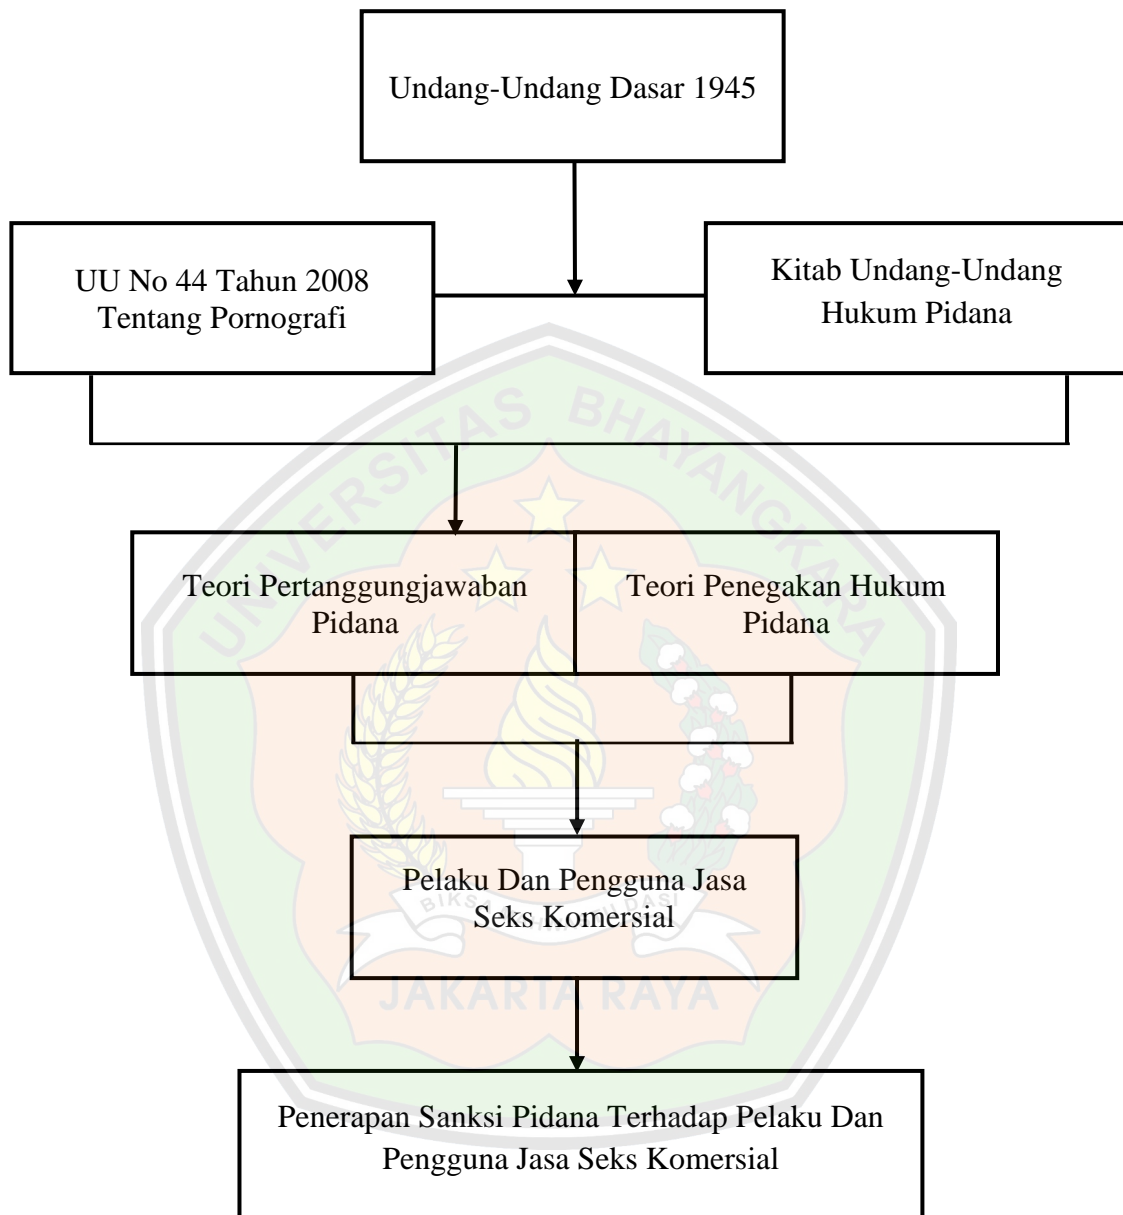 Undang-Undang Dasar 1945
UU No 44 Tahun 2008
Tentang Pornografi
Kitab Undang-Undang
Hukum Pidana
UNIVERSITAS BHAYANGKARA
Teori Pertanggungjawaban
Pidana
Teori Penegakan Hukum
Pidana
Pelaku Dan Pengguna Jasa
Seks Komersial
JAKARTA RAYA
Penerapan Sanksi Pidana Terhadap Pelaku Dan
Pengguna Jasa Seks Komersial